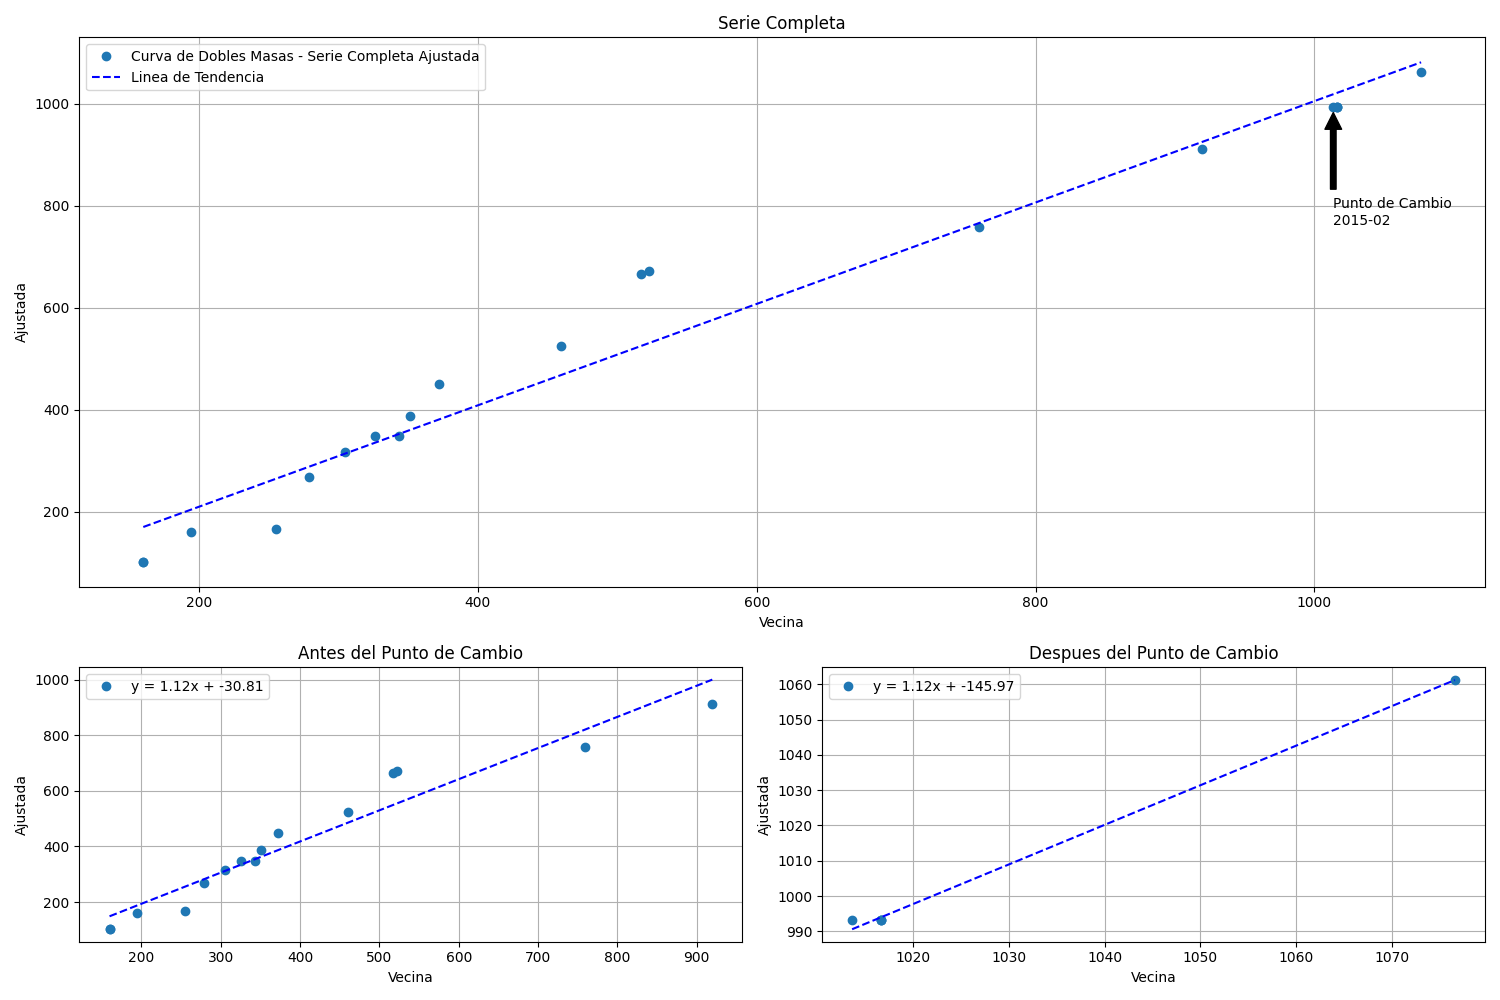 Serie Completa
Curva de Dobles Masas - Serie Completa Ajustada
Linea de Tendencia
1000
800
600
400
200
Ajustada
Punto de Cambio
2015-02
200 400 600 800 1000
Vecina
Antes del Punto de Cambio
y = 1.12x + -30.81
1000
800
600
400
200
Ajustada
200 300 400 500 600 700 800 900
Vecina
Despues del Punto de Cambio
y = 1.12x + -145.97
1060
1050
1040
1030
1020
1010
1000
990
Ajustada
1020 1030 1040 1050 1060 1070
Vecina